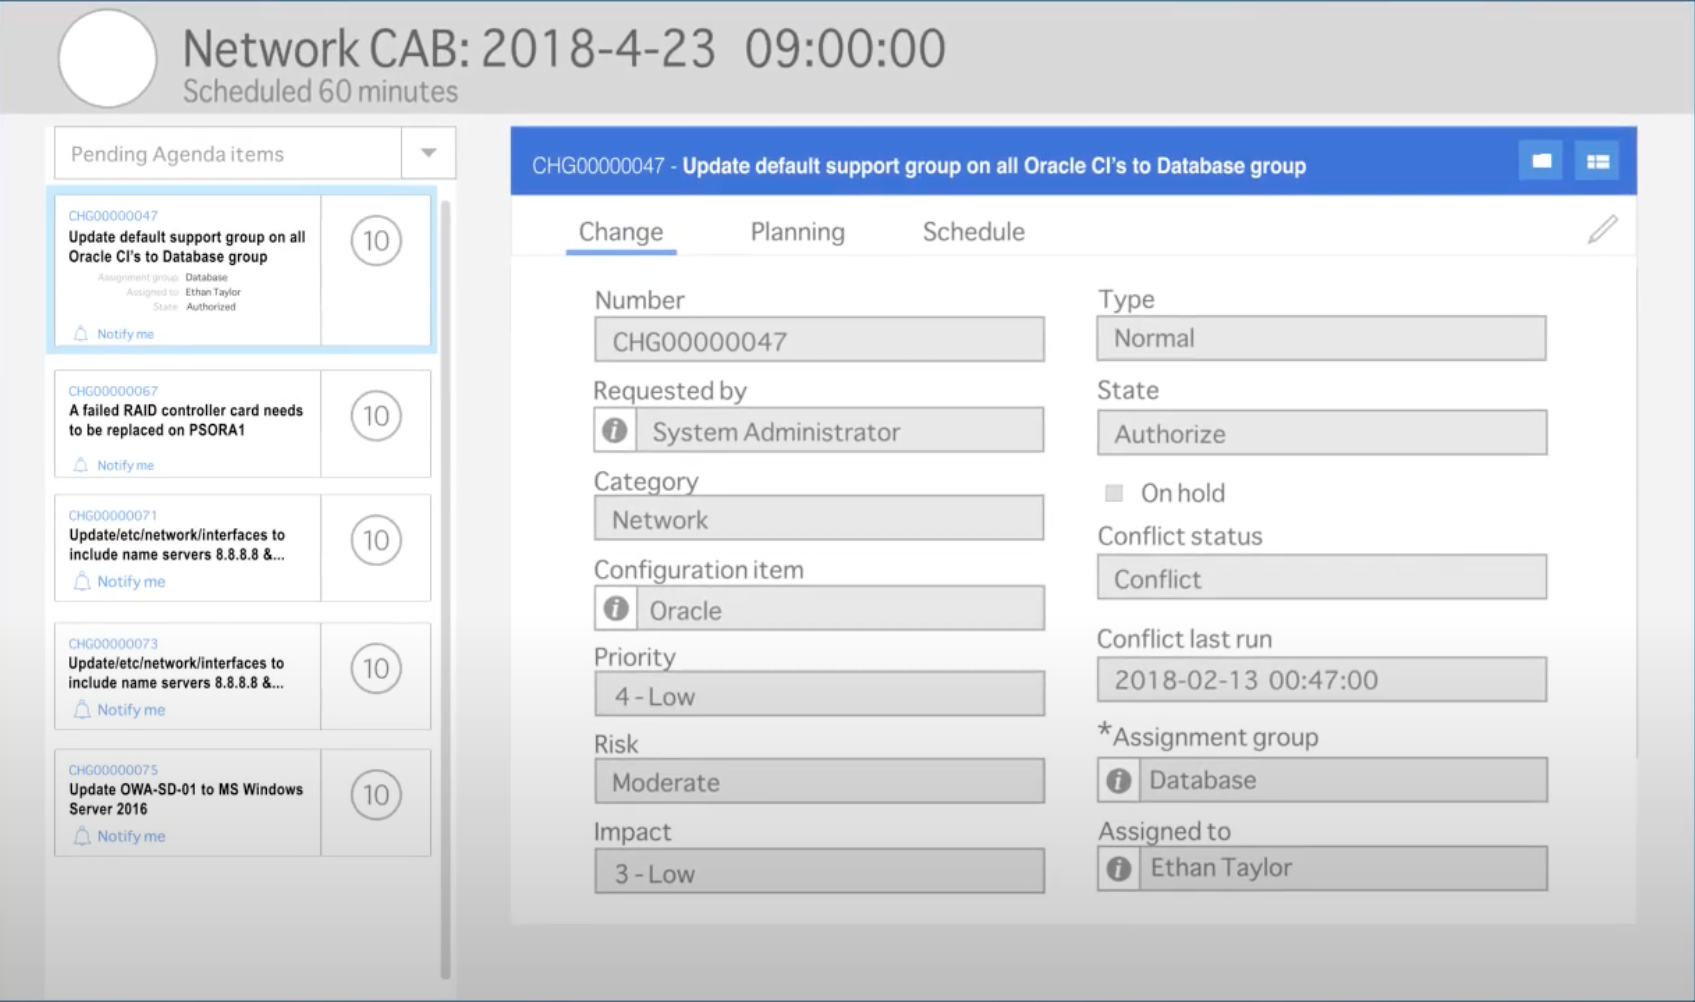 Network CAB: 2018-4-23 09:00:00
Scheduled 60 minutes
Pending Agenda items
CHG00000047
Update default support group on all
Oracle CI's to Database group
Assignment group Database
Assigned to Ethan Taylor
State Authorized
Notify me
10
CHG00000067
A failed RAID controller card needs
to be replaced on PSORA1
Notify me
10
CHG00000071
Update/etc/network/interfaces to
include name servers 8.8.8.8 &...
Notify me
10
CHG00000073
Update/etc/network/interfaces to
include name servers 8.8.8.8 &...
Notify me
10
CHG00000075
Update OWA-SD-01 to MS Windows
Server 2016
Notify me
10
CHG00000047 - Update default support group on all Oracle CI's to Database group
Change Planning Schedule
Number
CHG00000047
Requested by
System Administrator
Category
Network
Configuration item
Oracle
Priority
4 - Low
Risk
Moderate
Impact
3 - Low
Type
Normal
State
Authorize
On hold
Conflict status
Conflict
Conflict last run
2018-02-13 00:47:00
*Assignment group
Database
Assigned to
Ethan Taylor